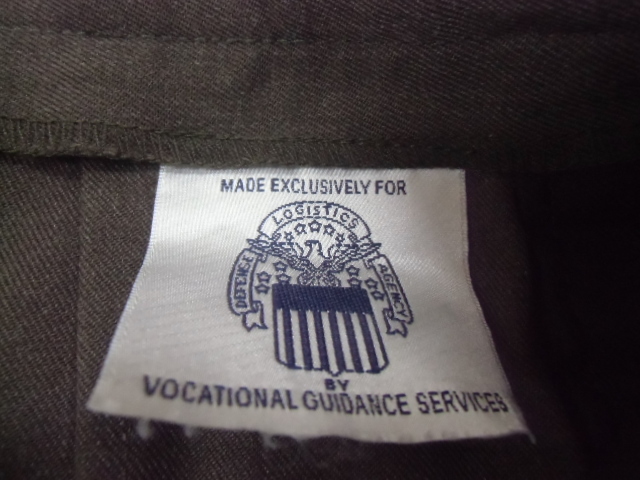 MADE EXCLUSIVELY FOR
LOGISTICS
DEFENSE
AGENCY
BY
VOCATIONAL GUIDANCE SERVICES